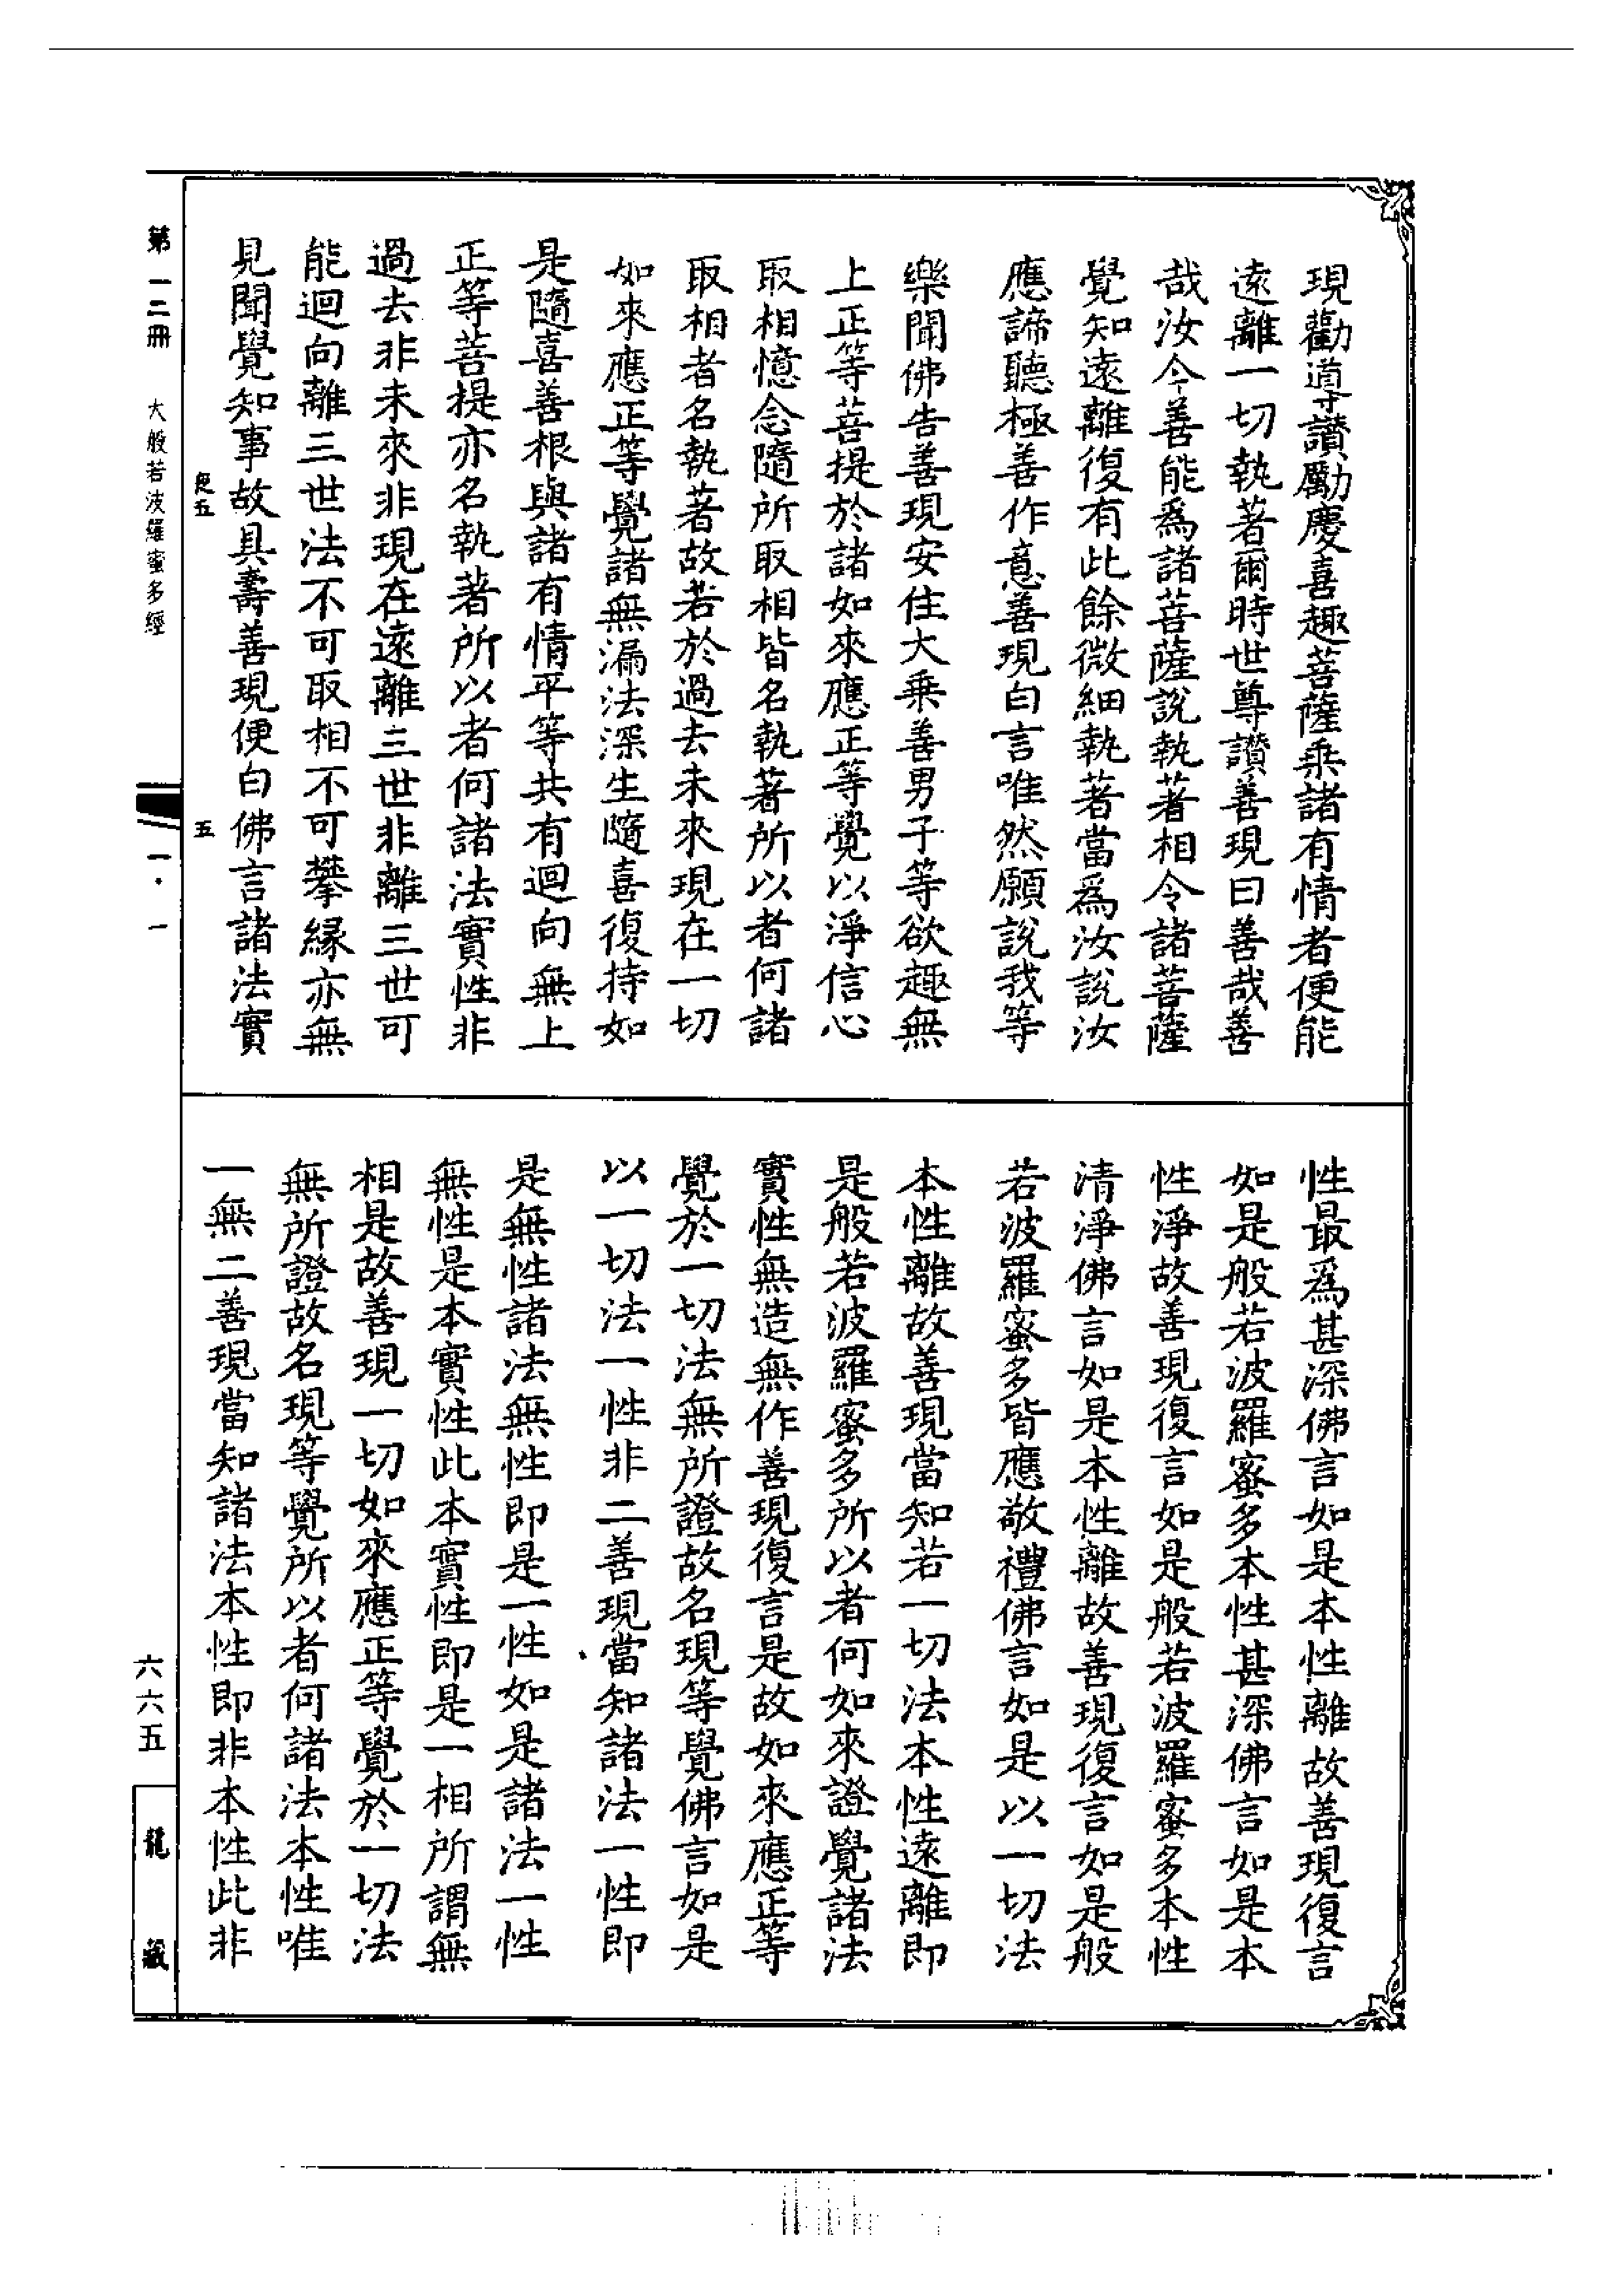 現勸導讃勵慶喜趣菩薩乘諸有情者便能
遠離一切執著爾時世尊讃善現曰善哉善
哉汝今善能爲諸菩薩說執著相令諸菩薩
覺知遠離復有此餘微細執著當爲汝說汝
應諦聽極善作意善現白言唯然願說我等
樂聞佛告善現安住大乘善男子等欲趣無
上正等菩提於諸如來應正等覺以淨信心
取相憶念隨所取相皆名執著所以者何諸
取相者名執著故若於過去未來現在一切
如來應正等覺諸無漏法深生隨喜復持如
是隨喜善根與諸有情平等共有迴向無上
正等菩提亦名執著所以者何諸法實性非
過去非未來非現在遠離三世非離三世可
能迴向離三世法不可取相不可攀緣亦無
見聞覺知事故具壽善現便白佛言諸法實
性最爲甚深佛言如是本性離故善現復言
如是般若波羅蜜多本性甚深佛言如是本
性淨故善現復言如是般若波羅蜜多本性
清淨佛言如是本性離故善現復言如是般
若波羅蜜多皆應敬禮佛言如是以一切法
本性離故善現當知若一切法本性遠離即
是般若波羅蜜多所以者何如來證覺諸法
實性無造無作善現復言是故如來應正等
覺於一切法無所證故名現等覺佛言如是
以一切法一性非二善現當知諸法一性即
是無性諸法無性即是一性如是諸法一性
無性是本實性此本實性即是一相所謂無
相是故善現一切如來應正等覺於一切法
無所證故名現等覺所以者何諸法本性唯
一無二善現當知諸法本性即非本性此非
第一二冊 大般若波羅蜜多經
五
一·一
六六五
龍藏